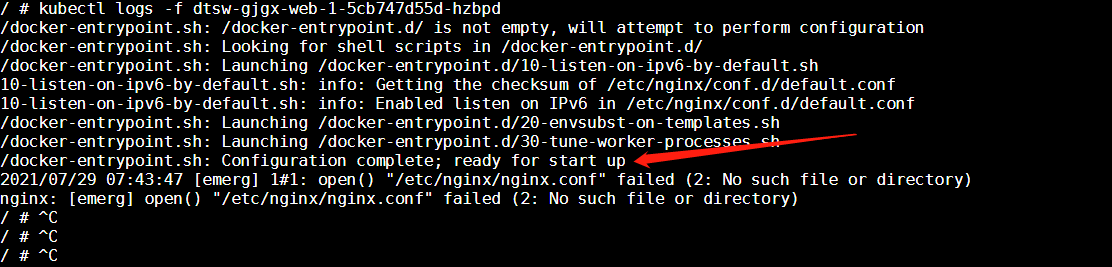 / # kubectl logs -f dtsw-gjgx-web-1-5cb747d55d-hzbpd
/docker-entrypoint.sh: /docker-entrypoint.d/ is not empty, will attempt to perform configuration
/docker-entrypoint.sh: Looking for shell scripts in /docker-entrypoint.d/
/docker-entrypoint.sh: Launching /docker-entrypoint.d/10-listen-on-ipv6-by-default.sh
10-listen-on-ipv6-by-default.sh: info: Getting the checksum of /etc/nginx/conf.d/default.conf
10-listen-on-ipv6-by-default.sh: info: Enabled listen on IPv6 in /etc/nginx/conf.d/default.conf
/docker-entrypoint.sh: Launching /docker-entrypoint.d/20-envsubst-on-templates.sh
/docker-entrypoint.sh: Launching /docker-entrypoint.d/30-tune-worker-processes.sh
/docker-entrypoint.sh: Configuration complete; ready for start up
2021/07/29 07:43:47 [emerg] 1#1: open() "/etc/nginx/nginx.conf" failed (2: No such file or directory)
nginx: [emerg] open() "/etc/nginx/nginx.conf" failed (2: No such file or directory)
/ # ^C
/ # ^C
/ # ^C